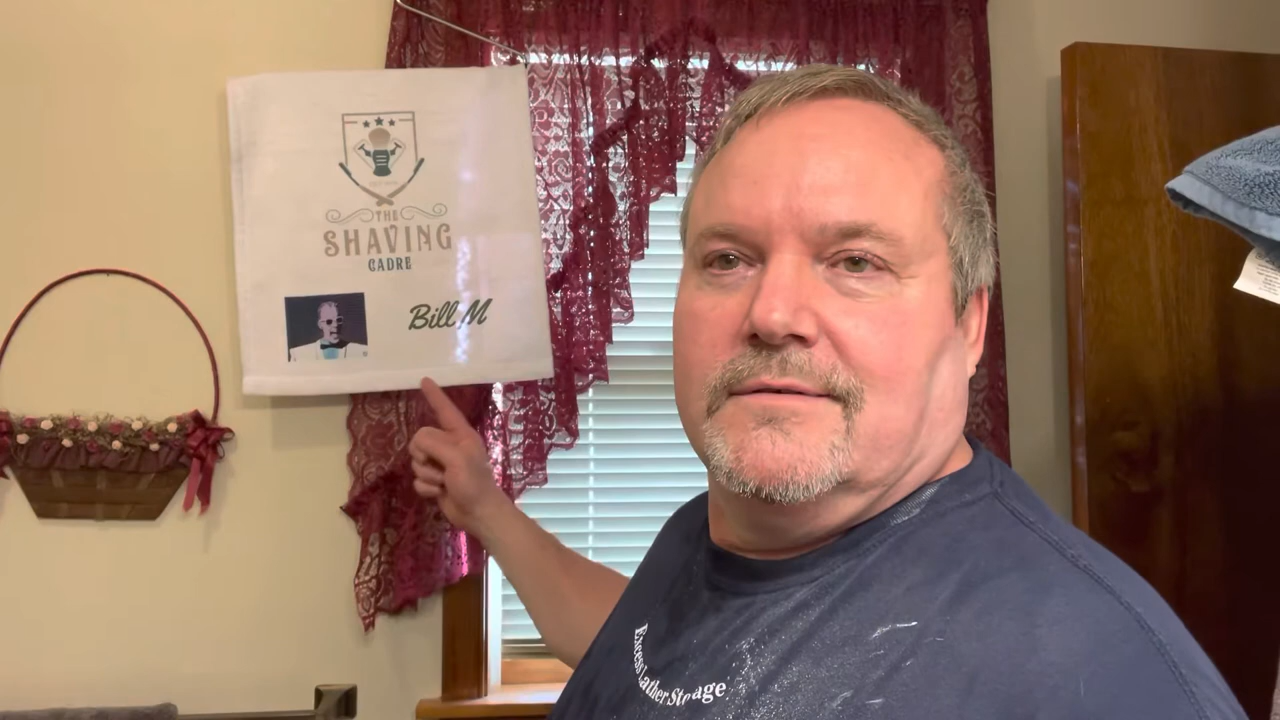 THE
SHAVING
CADRE
Bill M
Excess Lather Storage